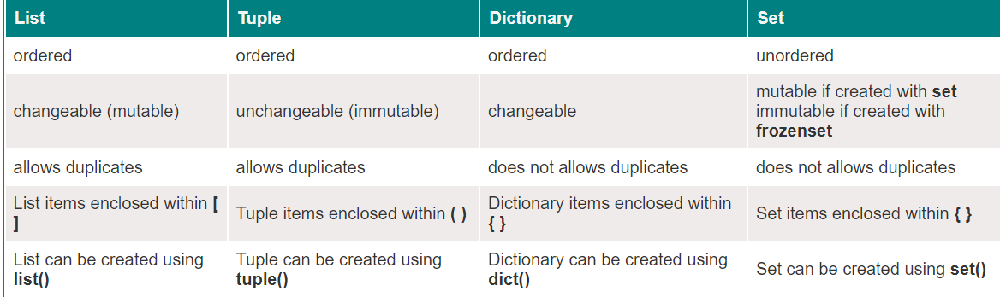 List
Tuple
Dictionary
Set
ordered
ordered
ordered
unordered
changeable (mutable)
unchangeable (immutable)
changeable
mutable if created with set
immutable if created with
frozenset
allows duplicates
allows duplicates
does not allows duplicates
does not allows duplicates
List items enclosed within [
]
Tuple items enclosed within ( )
Dictionary items enclosed within
{ }
Set items enclosed within { }
List can be created using
list()
Tuple can be created using
tuple()
Dictionary can be created using
dict()
Set can be created using set()